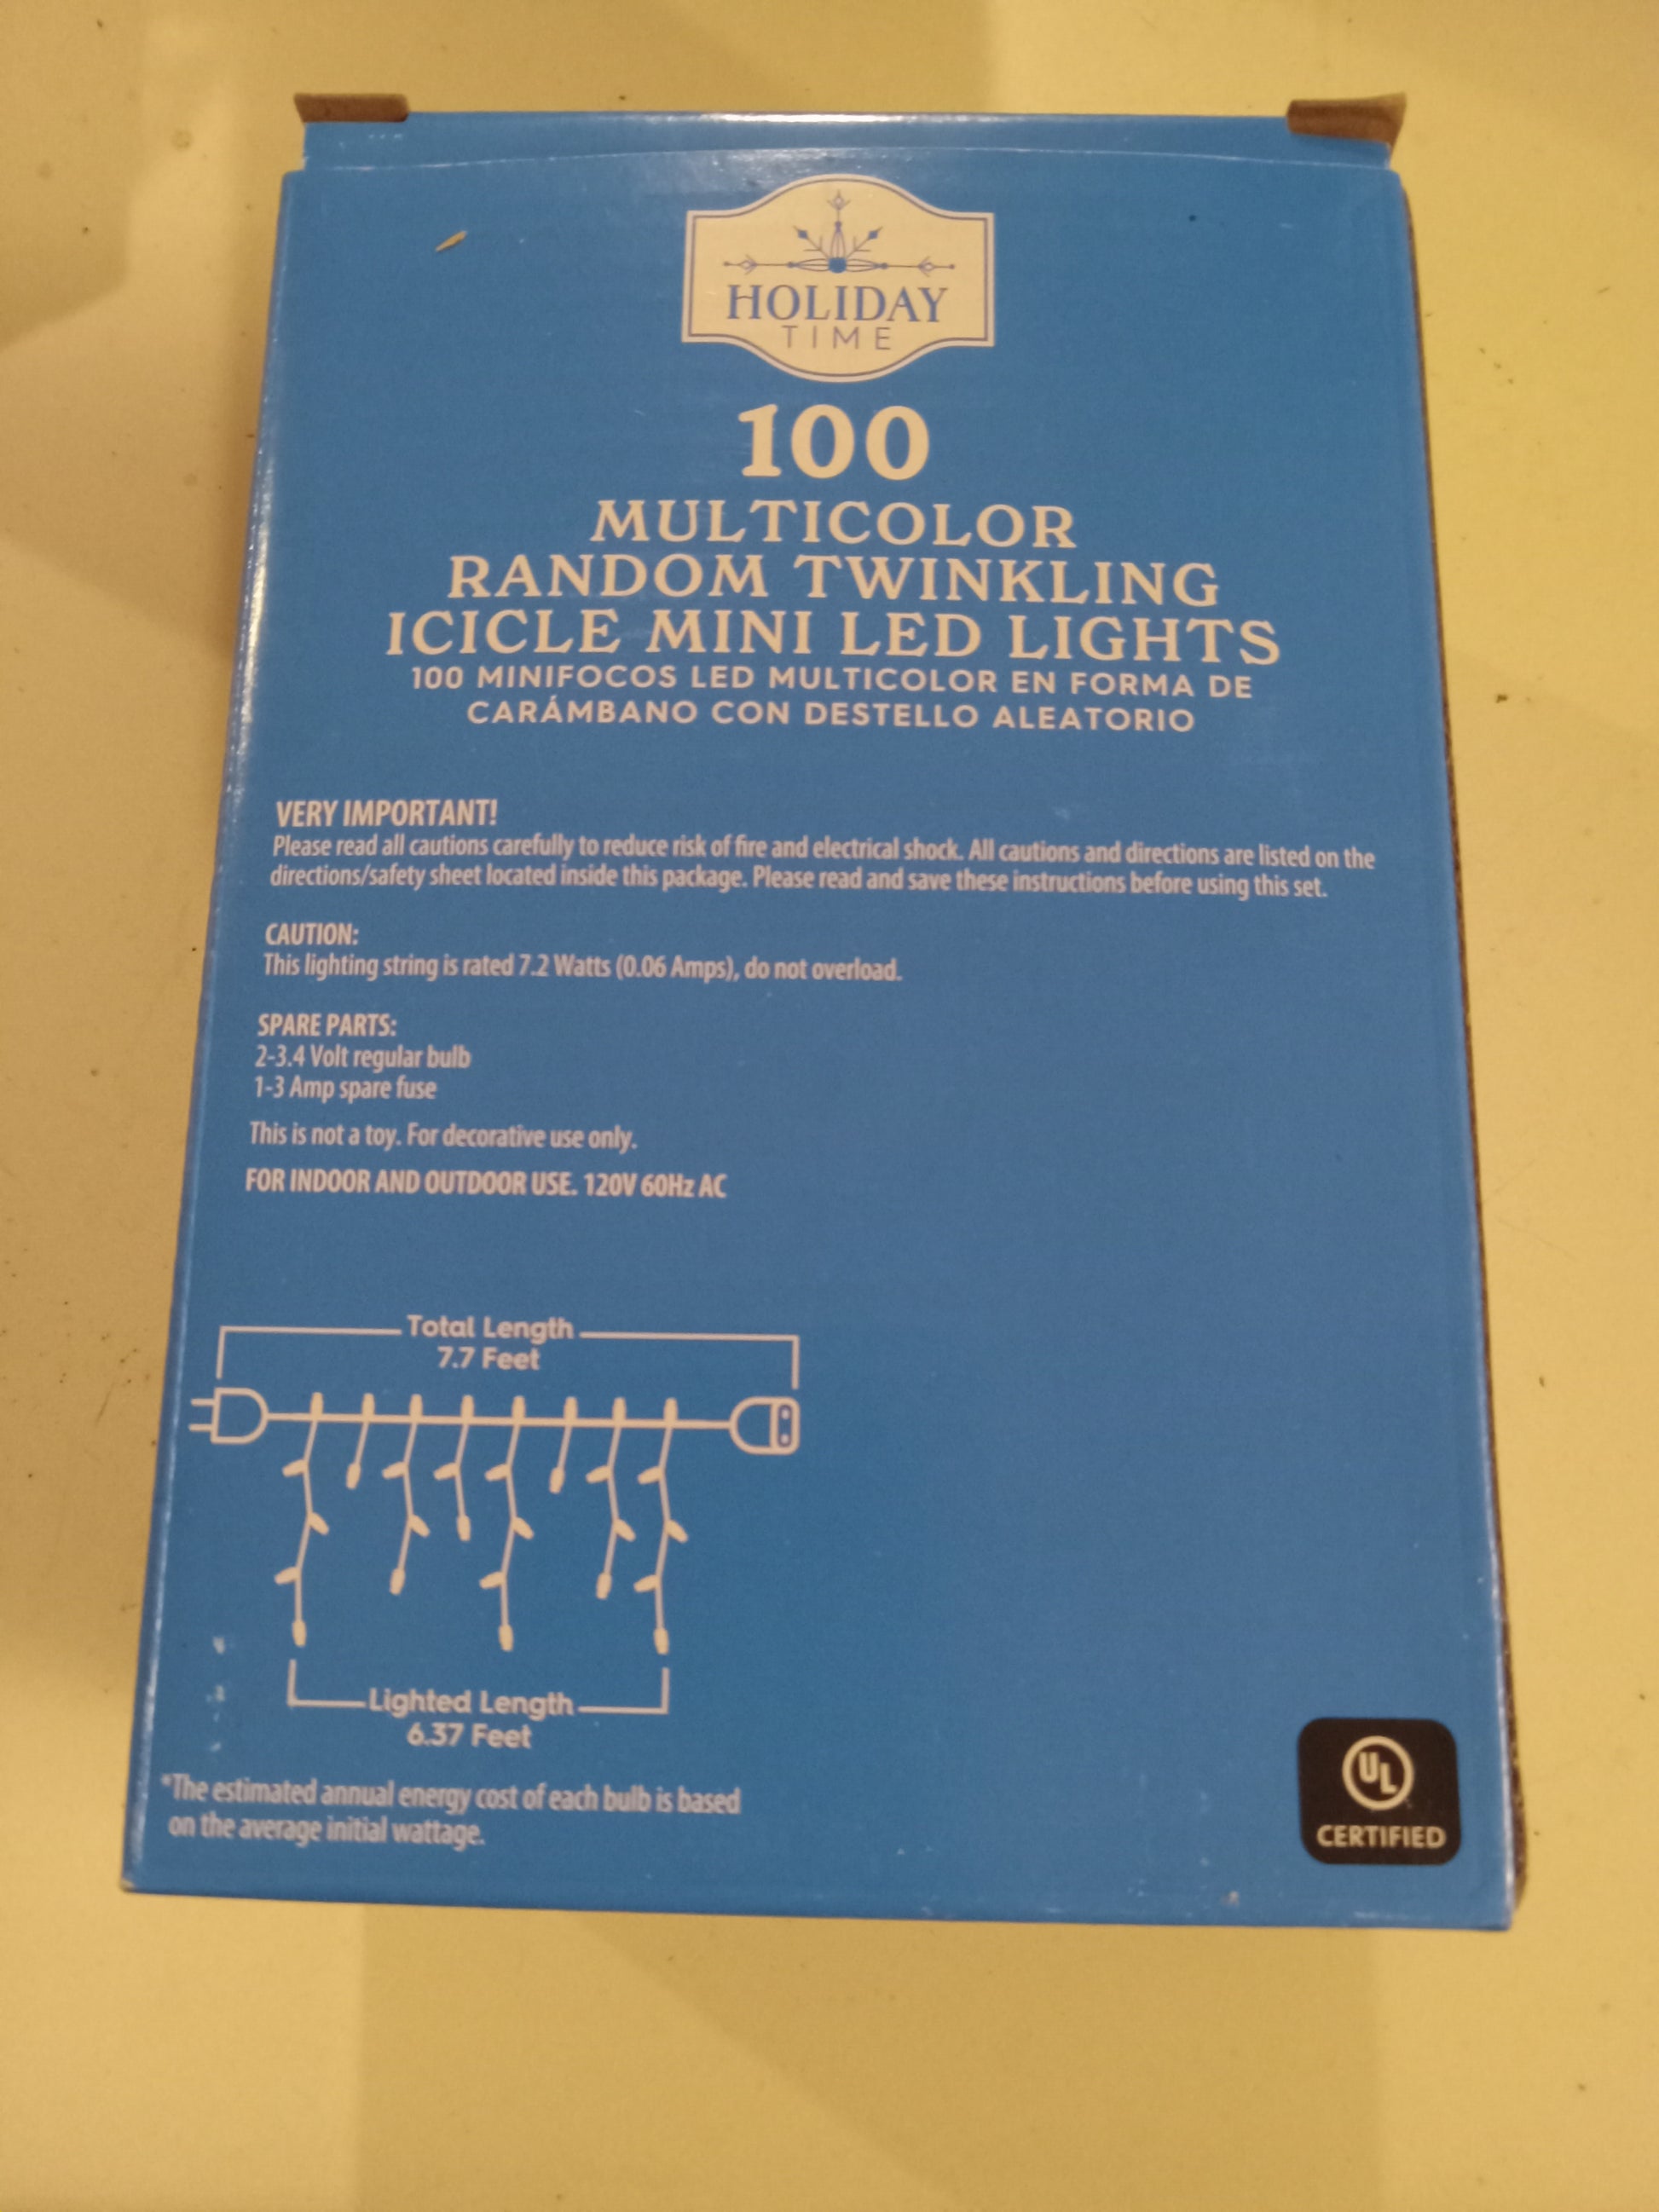 HOLIDAY
TIME
100
MULTICOLOR
RANDOM TWINKLING
ICICLE MINI LED LIGHTS
100 MINIFOCOS LED MULTICOLOR EN FORMA DE
CARÁMBANO CON DESTELLO ALEATORIO
VERY IMPORTANT!
Please read all cautions carefully to reduce risk of fire and electrical shock. All cautions and directions are listed on the
directions/safety sheet located inside this package. Please read and save these instructions before using this set.
CAUTION:
This lighting string is rated 7.2 Watts (0.06 Amps), do not overload.
SPARE PARTS:
2-3.4 Volt regular bulb
1-3 Amp spare fuse
This is not a toy. For decorative use only.
FOR INDOOR AND OUTDOOR USE. 120V 60Hz AC
Total Length
7.7 Feet
Lighted Length
6.37 Feet
*The estimated annual energy cost of each bulb is based
on the average initial wattage.
UL
CERTIFIED